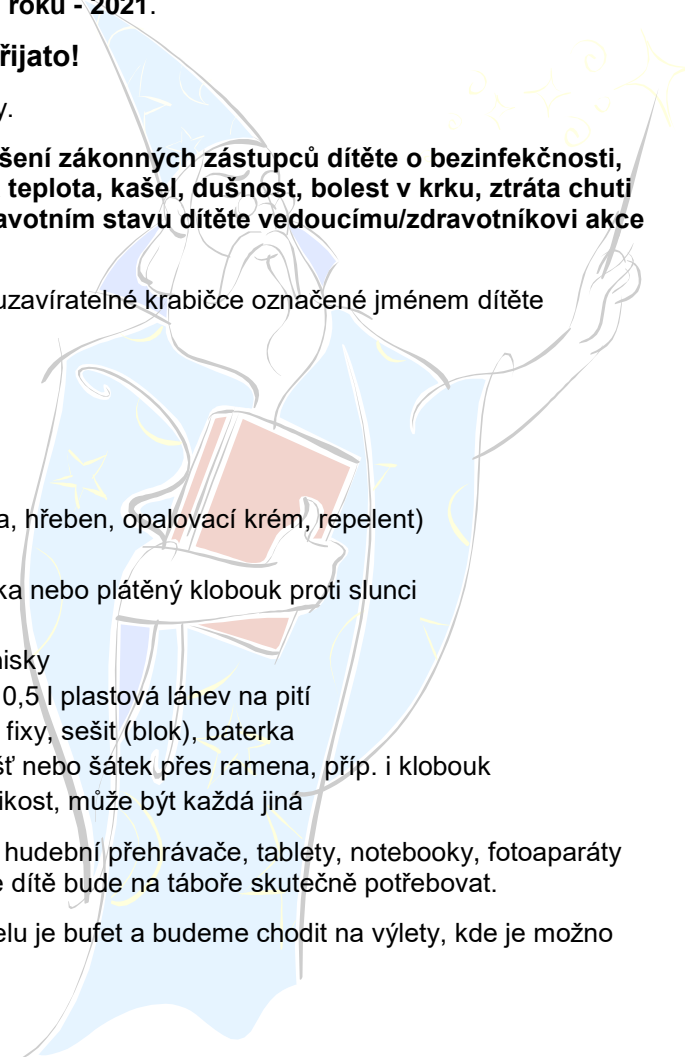 roku - 2021.
řijato!
y.
šení zákonných zástupců dítěte o bezinfekčnosti,
teplota, kašel, dušnost, bolest v krku, ztráta chuti
avotním stavu dítěte vedoucímu/zdravotníkovi akce
uzavíratelné krabičce označené jménem dítěte
a, hřeben, opalovací krém, repelent)
ka nebo plátěný klobouk proti slunci
nisky
0,5 l plastová láhev na pití
fixy, sešit (blok), baterka
šť nebo šátek přes ramena, příp. i klobouk
ikost, může být každá jiná
hudební přehrávače, tablety, notebooky, fotoaparáty
e dítě bude na táboře skutečně potřebovat.
elu je bufet a budeme chodit na výlety, kde je možno